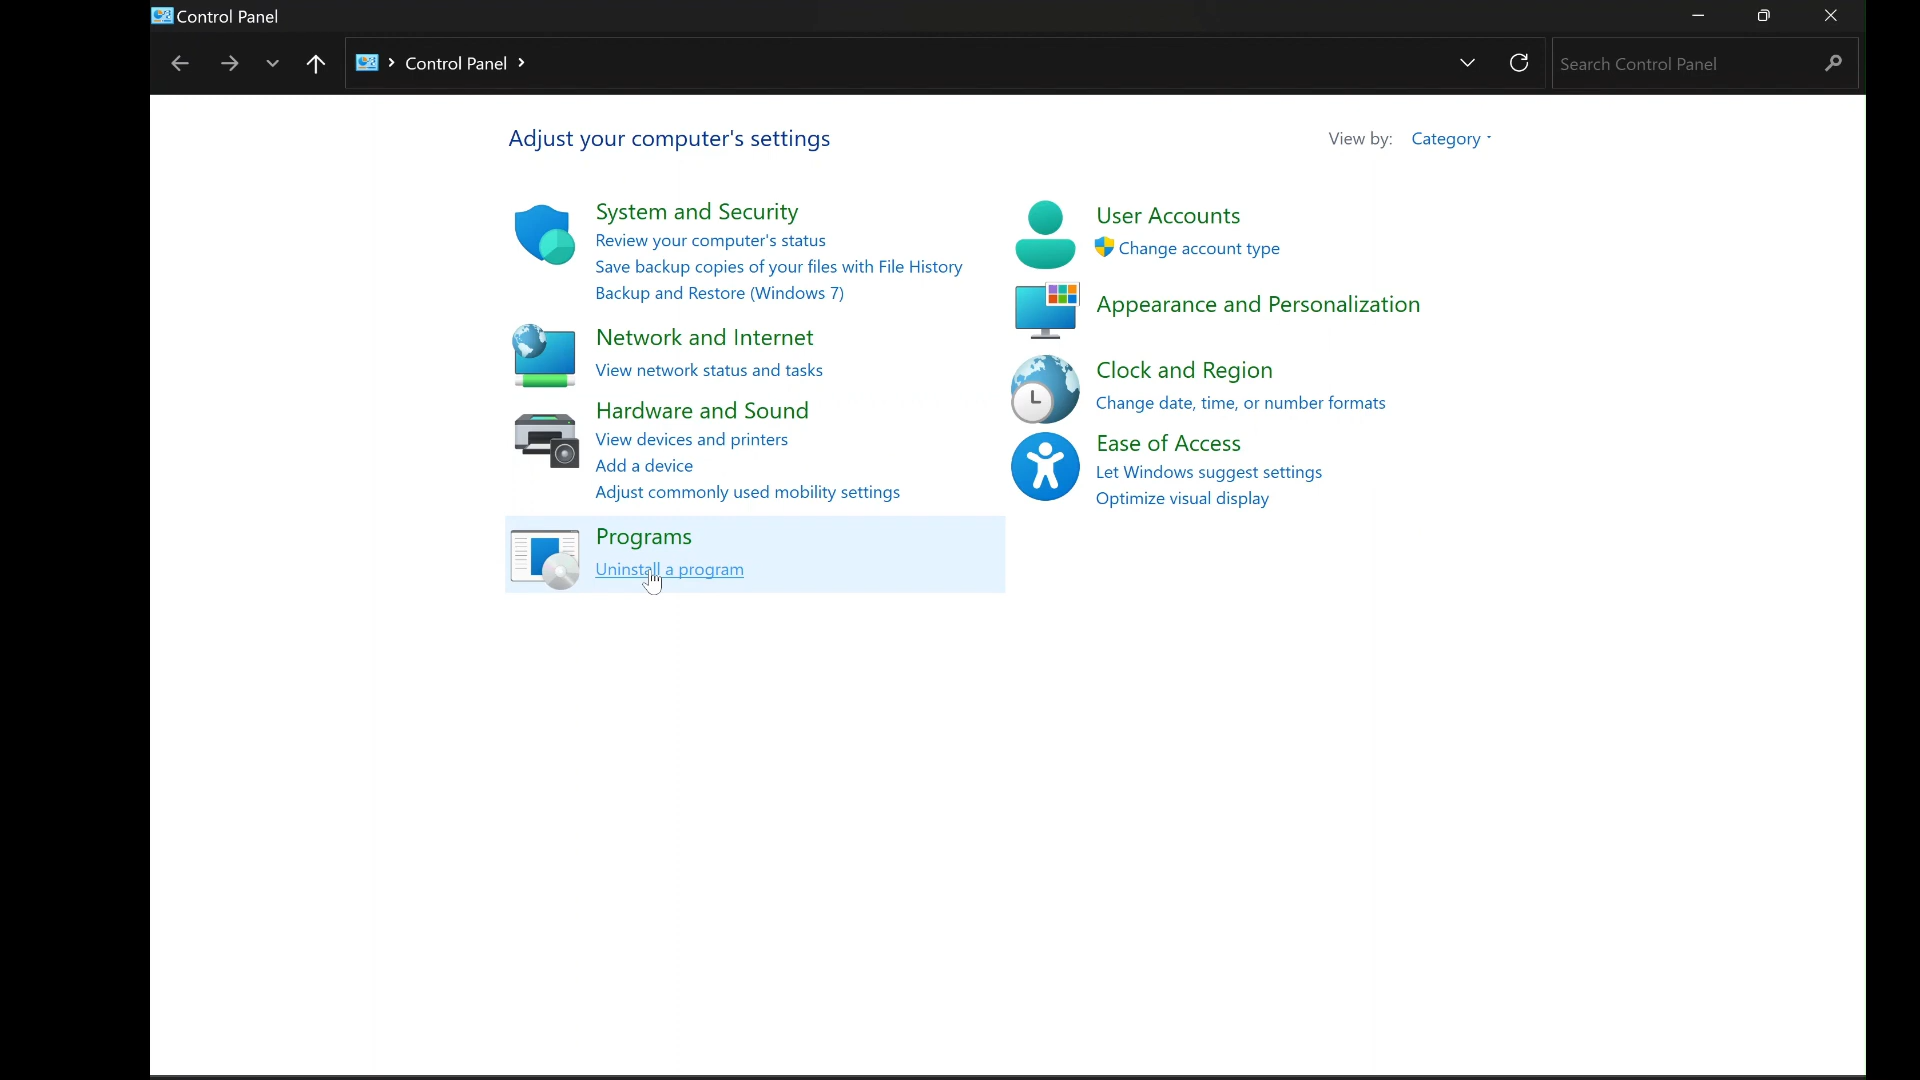 Control Panel
Control Panel
Search Control Panel
Adjust your computer's settings
View by: Category
System and Security
Review your computer's status
Save backup copies of your files with File History
Backup and Restore (Windows 7)
Network and Internet
View network status and tasks
Hardware and Sound
View devices and printers
Add a device
Adjust commonly used mobility settings
Programs
Uninstall a program
User Accounts
Change account type
Appearance and Personalization
Clock and Region
Change date, time, or number formats
Ease of Access
Let Windows suggest settings
Optimize visual display